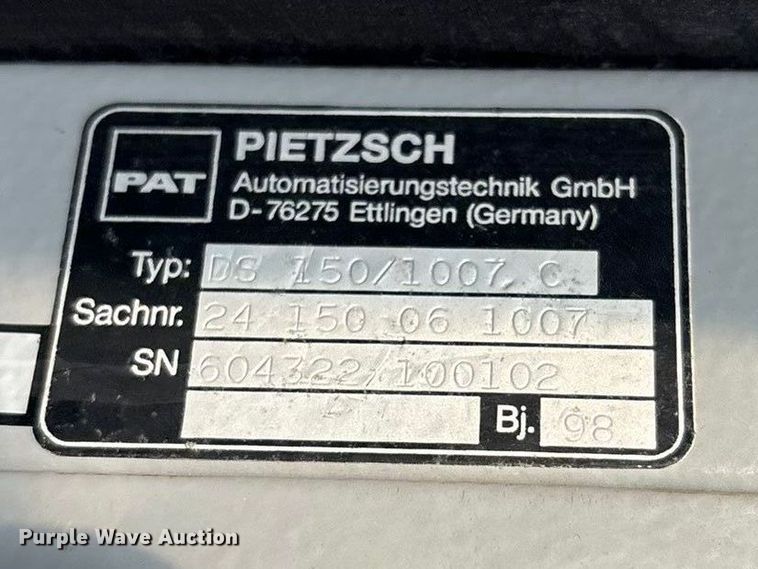 PAT
PIETZSCH
Automatisierungstechnik GmbH
D-76275 Ettlingen (Germany)
Typ: DS 150/1007 C
Sachnr. 24 150 06 1007
SN 604322/100102
Bj. 98
Purple Wave Auction